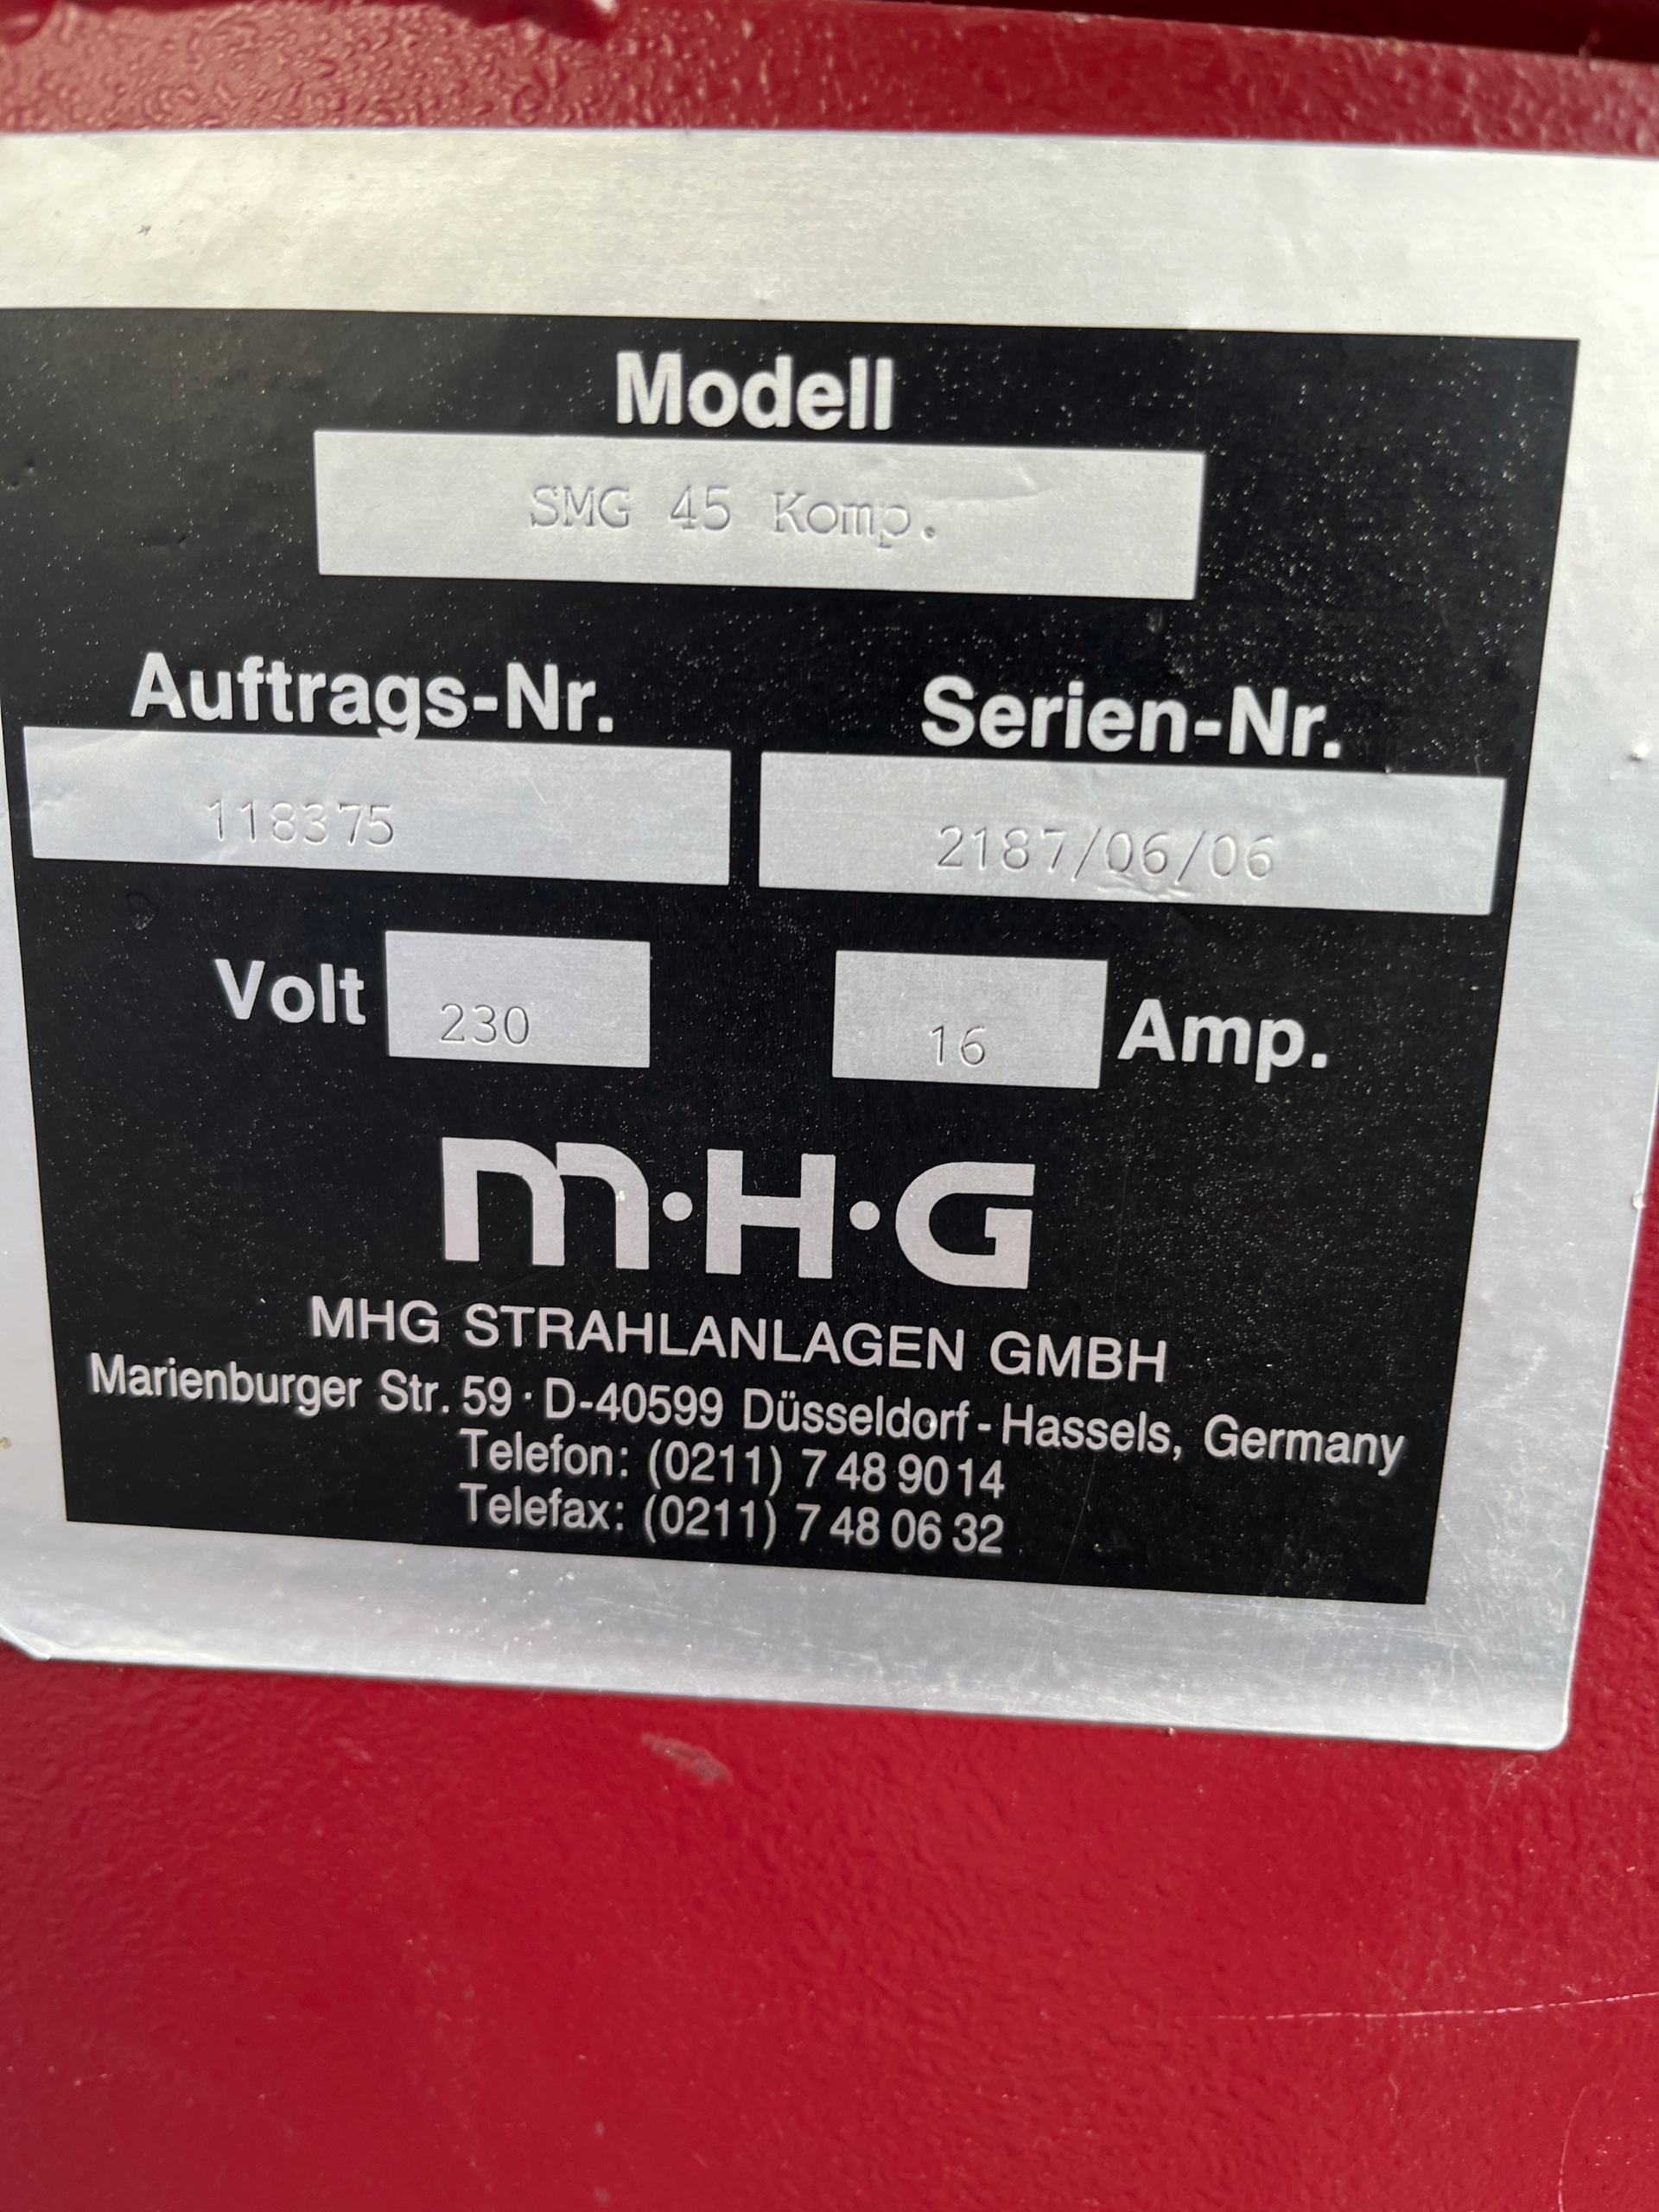 Modell
SMG 45 Komp.
Auftrags-Nr. Serien-Nr.
118375 2187/06/06
Volt 230 16 Amp.
m·H·G
MHG STRAHLANLAGEN GMBH
Marienburger Str. 59 · D-40599 Düsseldorf - Hassels, Germany
Telefon: (0211) 7 48 90 14
Telefax: (0211) 7 48 06 32